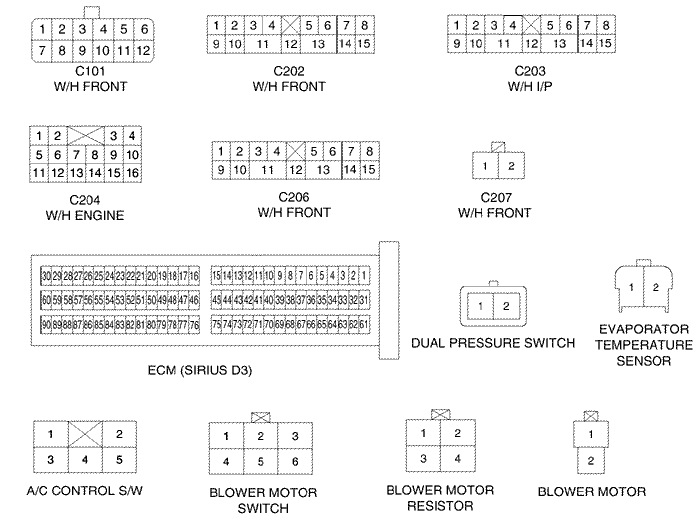 1 2 3 4 5 6
7 8 9 10 11 12
C101
W/H FRONT
1 2 3 4 5 6 7 8
9 10 11 12 13 14 15
C202
W/H FRONT
1 2 3 4 5 6 7 8
9 10 11 12 13 14 15
C203
W/H I/P
1 2 3 4
5 6 7 8 9 10
11 12 13 14 15 16
C204
W/H ENGINE
1 2 3 4 5 6 7 8
9 10 11 12 13 14 15
C206
W/H FRONT
1 2
C207
W/H FRONT
30 29 28 27 26 25 24 23 22 21 20 19 18 17 16 15 14 13 12 11 10 9 8 7 6 5 4 3 2 1
60 59 58 57 56 55 54 53 52 51 50 49 48 47 46 45 44 43 42 41 40 39 38 37 36 35 34 33 32 31
90 89 88 87 86 85 84 83 82 81 80 79 78 77 76 75 74 73 72 71 70 69 68 67 66 65 64 63 62 61
ECM (SIRIUS D3)
1 2
DUAL PRESSURE SWITCH
1 2
EVAPORATOR
TEMPERATURE
SENSOR
1 2
3 4 5
A/C CONTROL S/W
1 2 3
4 5 6
BLOWER MOTOR
SWITCH
1 2
3 4
BLOWER MOTOR
RESISTOR
1
2
BLOWER MOTOR